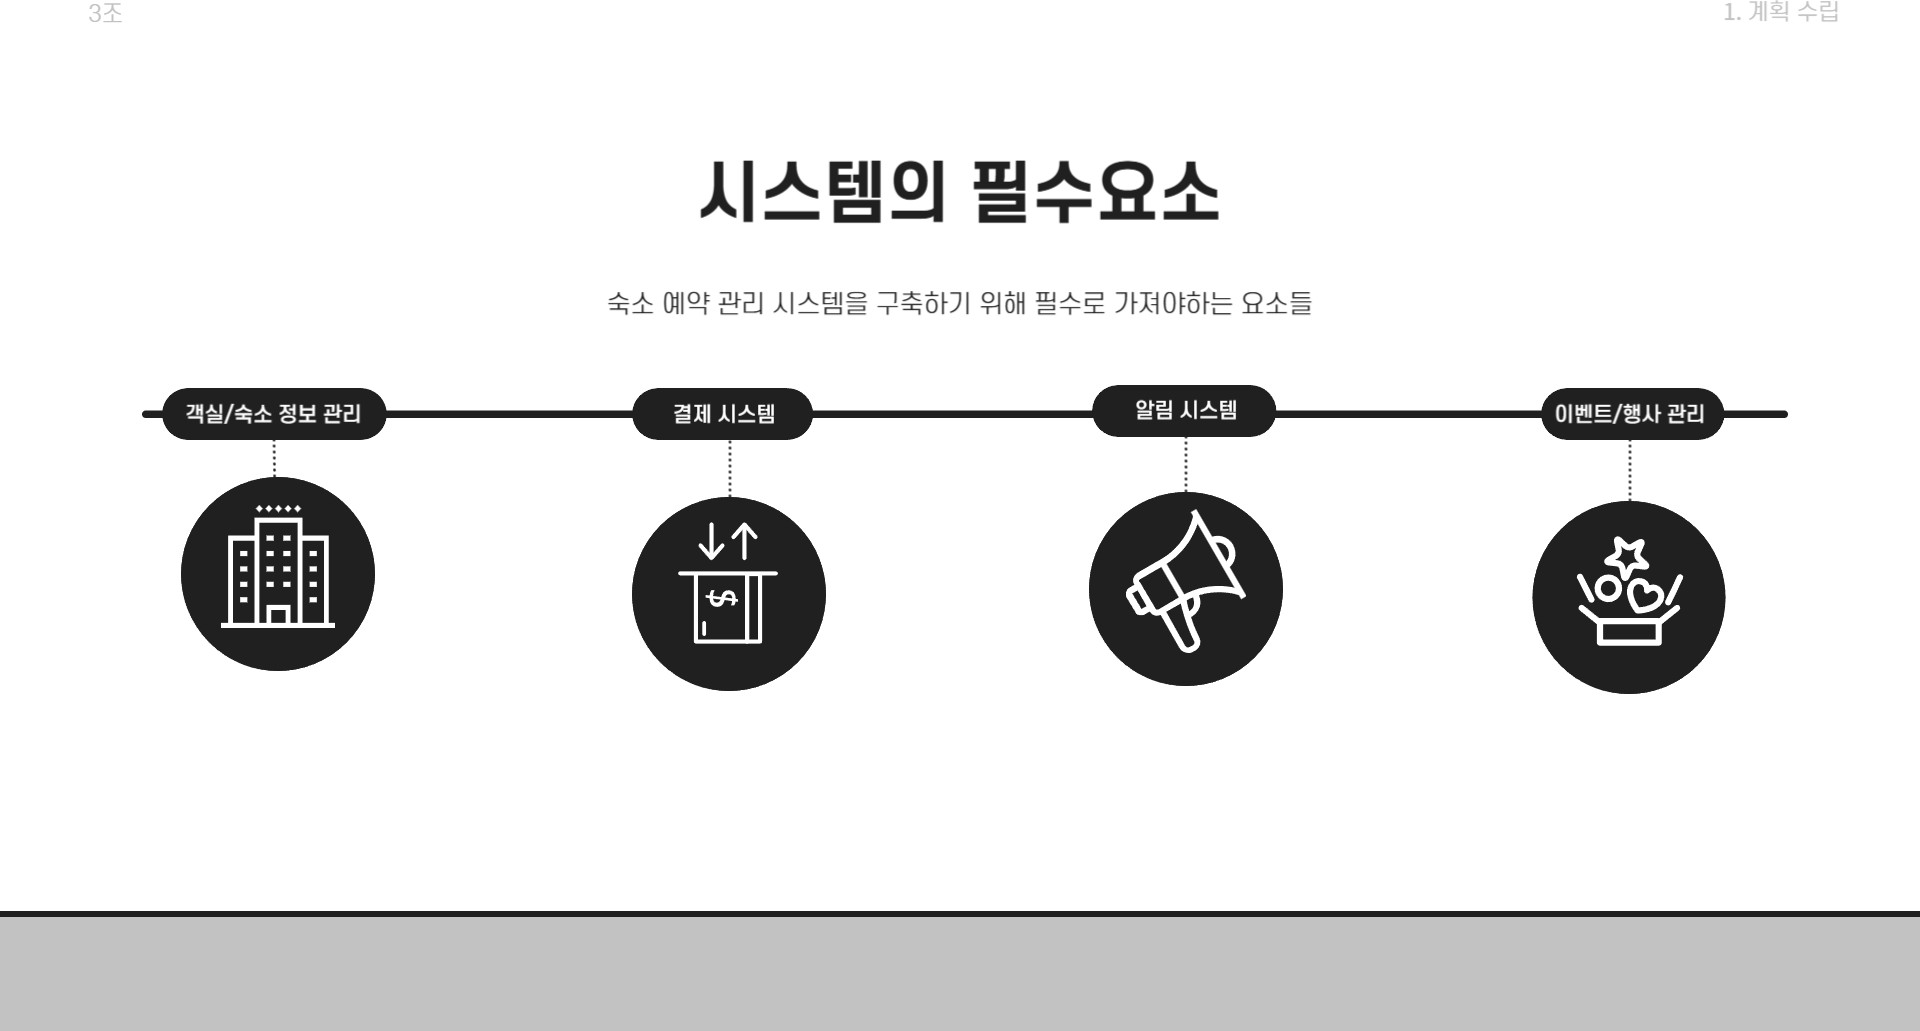 3조
1. 계획 수립
시스템의 필수요소
숙소 예약 관리 시스템을 구축하기 위해 필수로 가져야하는 요소들
객실/숙소 정보 관리
결제 시스템
알림 시스템
이벤트/행사 관리
$